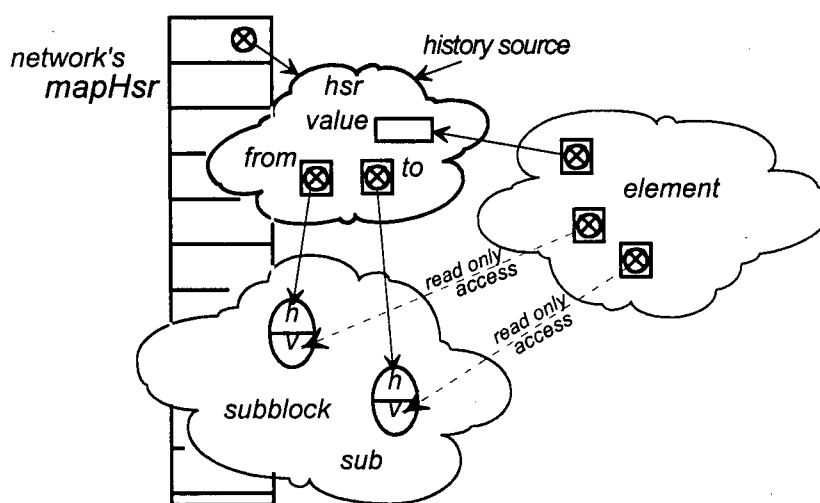 network's
mapHsr
history source
hsr
value
from
to
element
read only
access
read only
access
h
v
h
v
subblock
sub